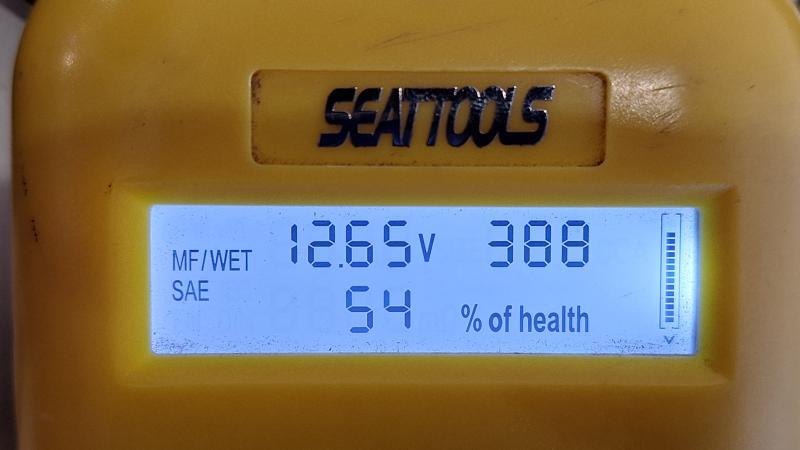 SEATTOOLS
MF/WET 12.65V 388
SAE 54 % of health